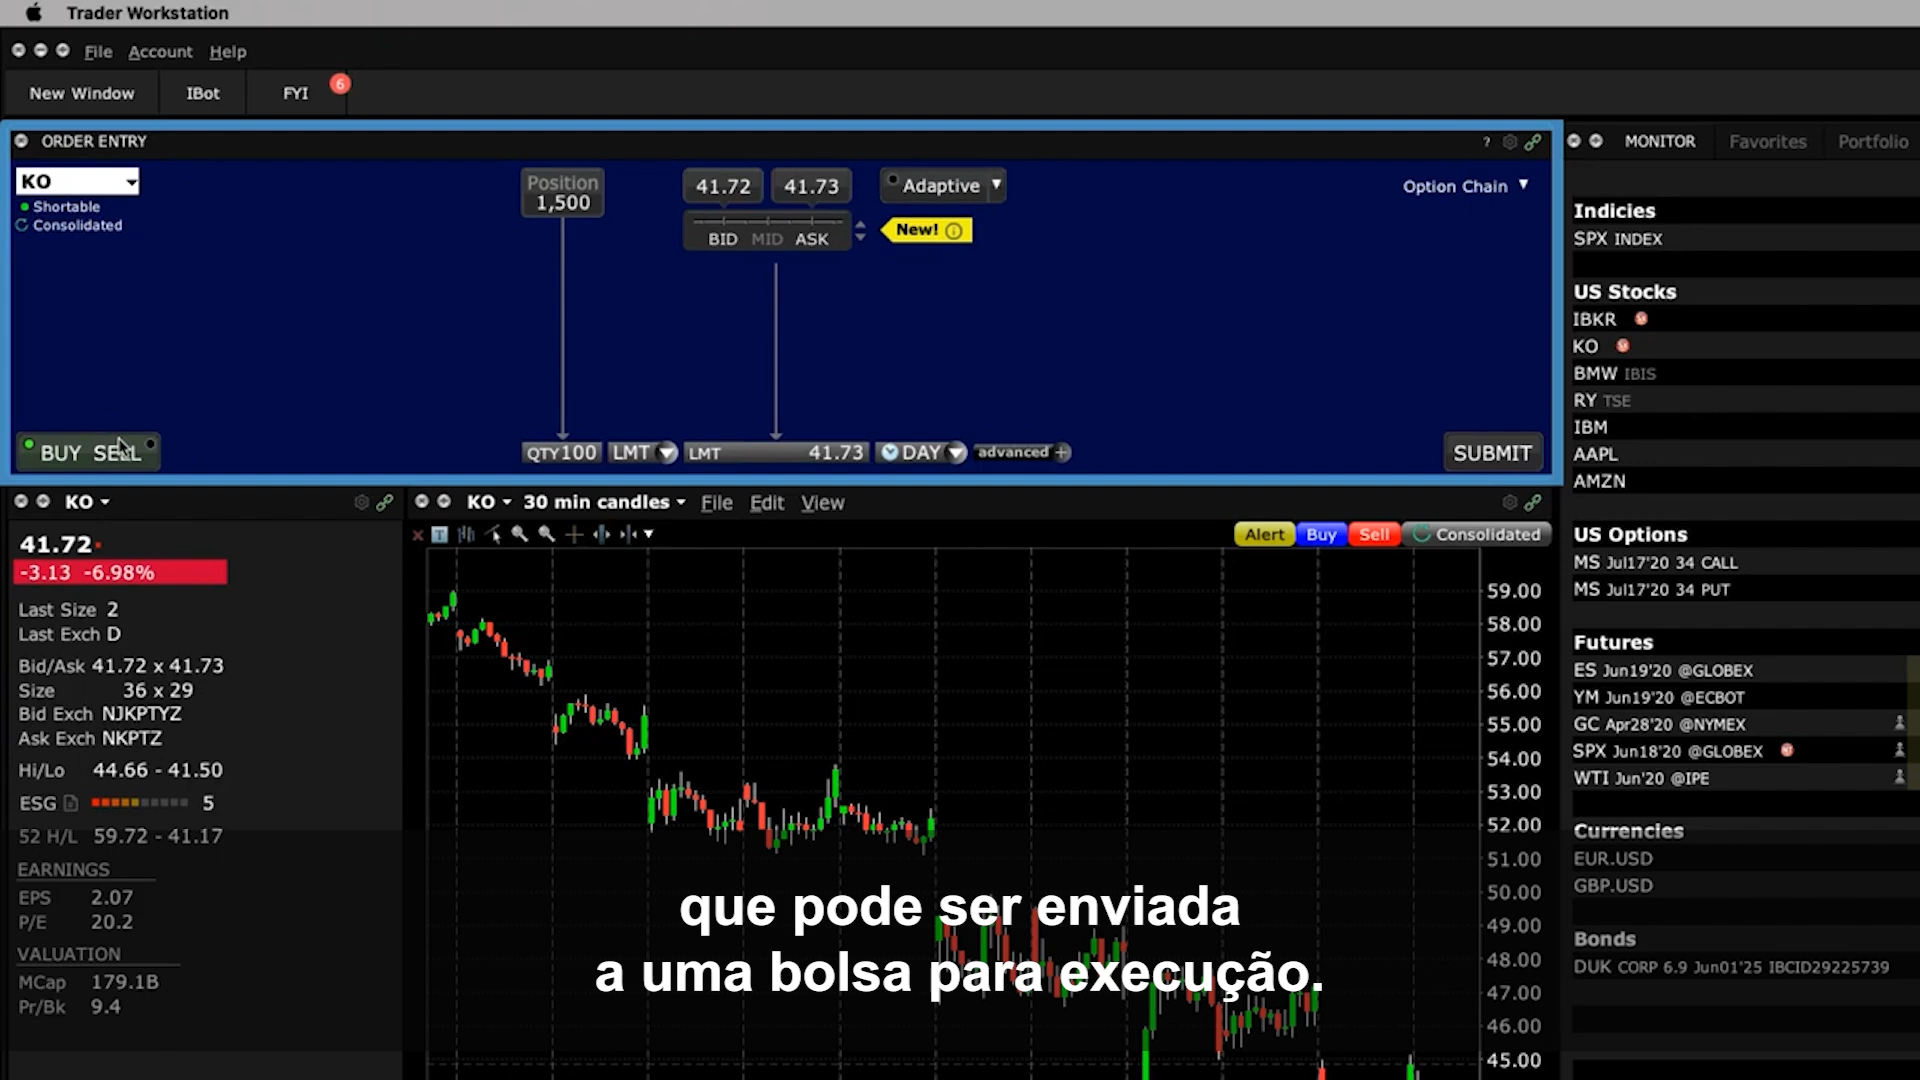 Trader Workstation
File Account Help
New Window IBot FYI 6
ORDER ENTRY ?
KO
Shortable
Consolidated
Position
1,500
41.72 41.73
BID MID ASK
Adaptive
New!
Option Chain
BUY SELL
QTY 100 LMT LMT 41.73 DAY advanced +
SUBMIT
MONITOR Favorites Portfolio
Indicies
SPX INDEX
US Stocks
IBKR
KO
BMW IBIS
RY TSE
IBM
AAPL
AMZN
US Options
MS Jul17'20 34 CALL
MS Jul17'20 34 PUT
Futures
ES Jun19'20 @GLOBEX
YM Jun19'20 @ECBOT
GC Apr28'20 @NYMEX
SPX Jun18'20 @GLOBEX
WTI Jun'20 @IPE
Currencies
EUR.USD
GBP.USD
Bonds
DUK CORP 6.9 Jun01'25 IBCID29225739
KO
41.72
-3.13 -6.98%
Last Size 2
Last Exch D
Bid/Ask 41.72 x 41.73
Size 36 x 29
Bid Exch NJKPTYZ
Ask Exch NKPTZ
Hi/Lo 44.66 - 41.50
ESG 5
52 H/L 59.72 - 41.17
EARNINGS
EPS 2.07
P/E 20.2
VALUATION
MCap 179.1B
Pr/Bk 9.4
KO 30 min candles File Edit View
T
Alert Buy Sell Consolidated
59.00
58.00
57.00
56.00
55.00
54.00
53.00
52.00
51.00
50.00
49.00
48.00
47.00
46.00
45.00
que pode ser enviada
a uma bolsa para execução.